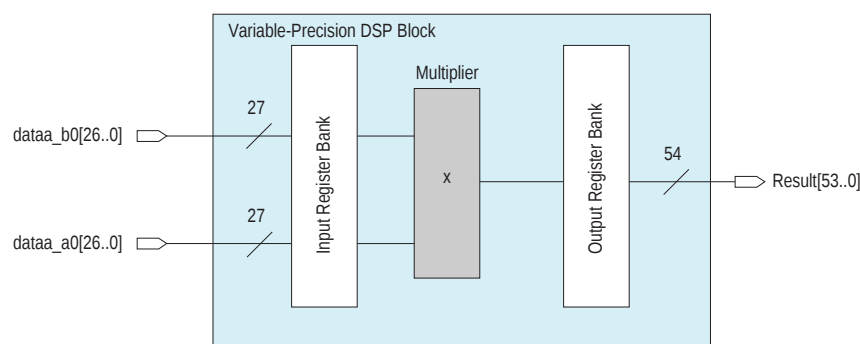 Variable-Precision DSP Block
Multiplier
27
dataa_b0[26..0]
Input Register Bank
x
Output Register Bank
54
Result[53..0]
27
dataa_a0[26..0]